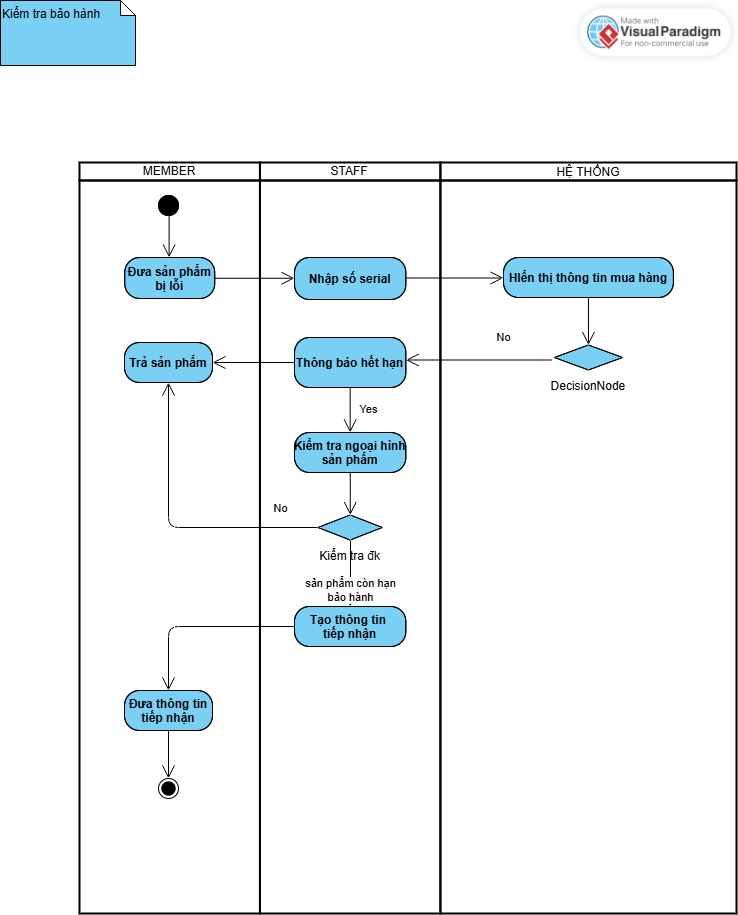 Kiểm tra bảo hành
Made with
Visual Paradigm
For non-commercial use
MEMBER
STAFF
HỆ THỐNG
Đưa sản phẩm
bị lỗi
Nhập số serial
HIển thị thông tin mua hàng
No
DecisionNode
Thông báo hết hạn
Trả sản phẩm
Yes
Kiểm tra ngoại hình
sản phẩm
No
Kiểm tra đk
sản phẩm còn hạn
bảo hành
Tạo thông tin
tiếp nhận
Đưa thông tin
tiếp nhận